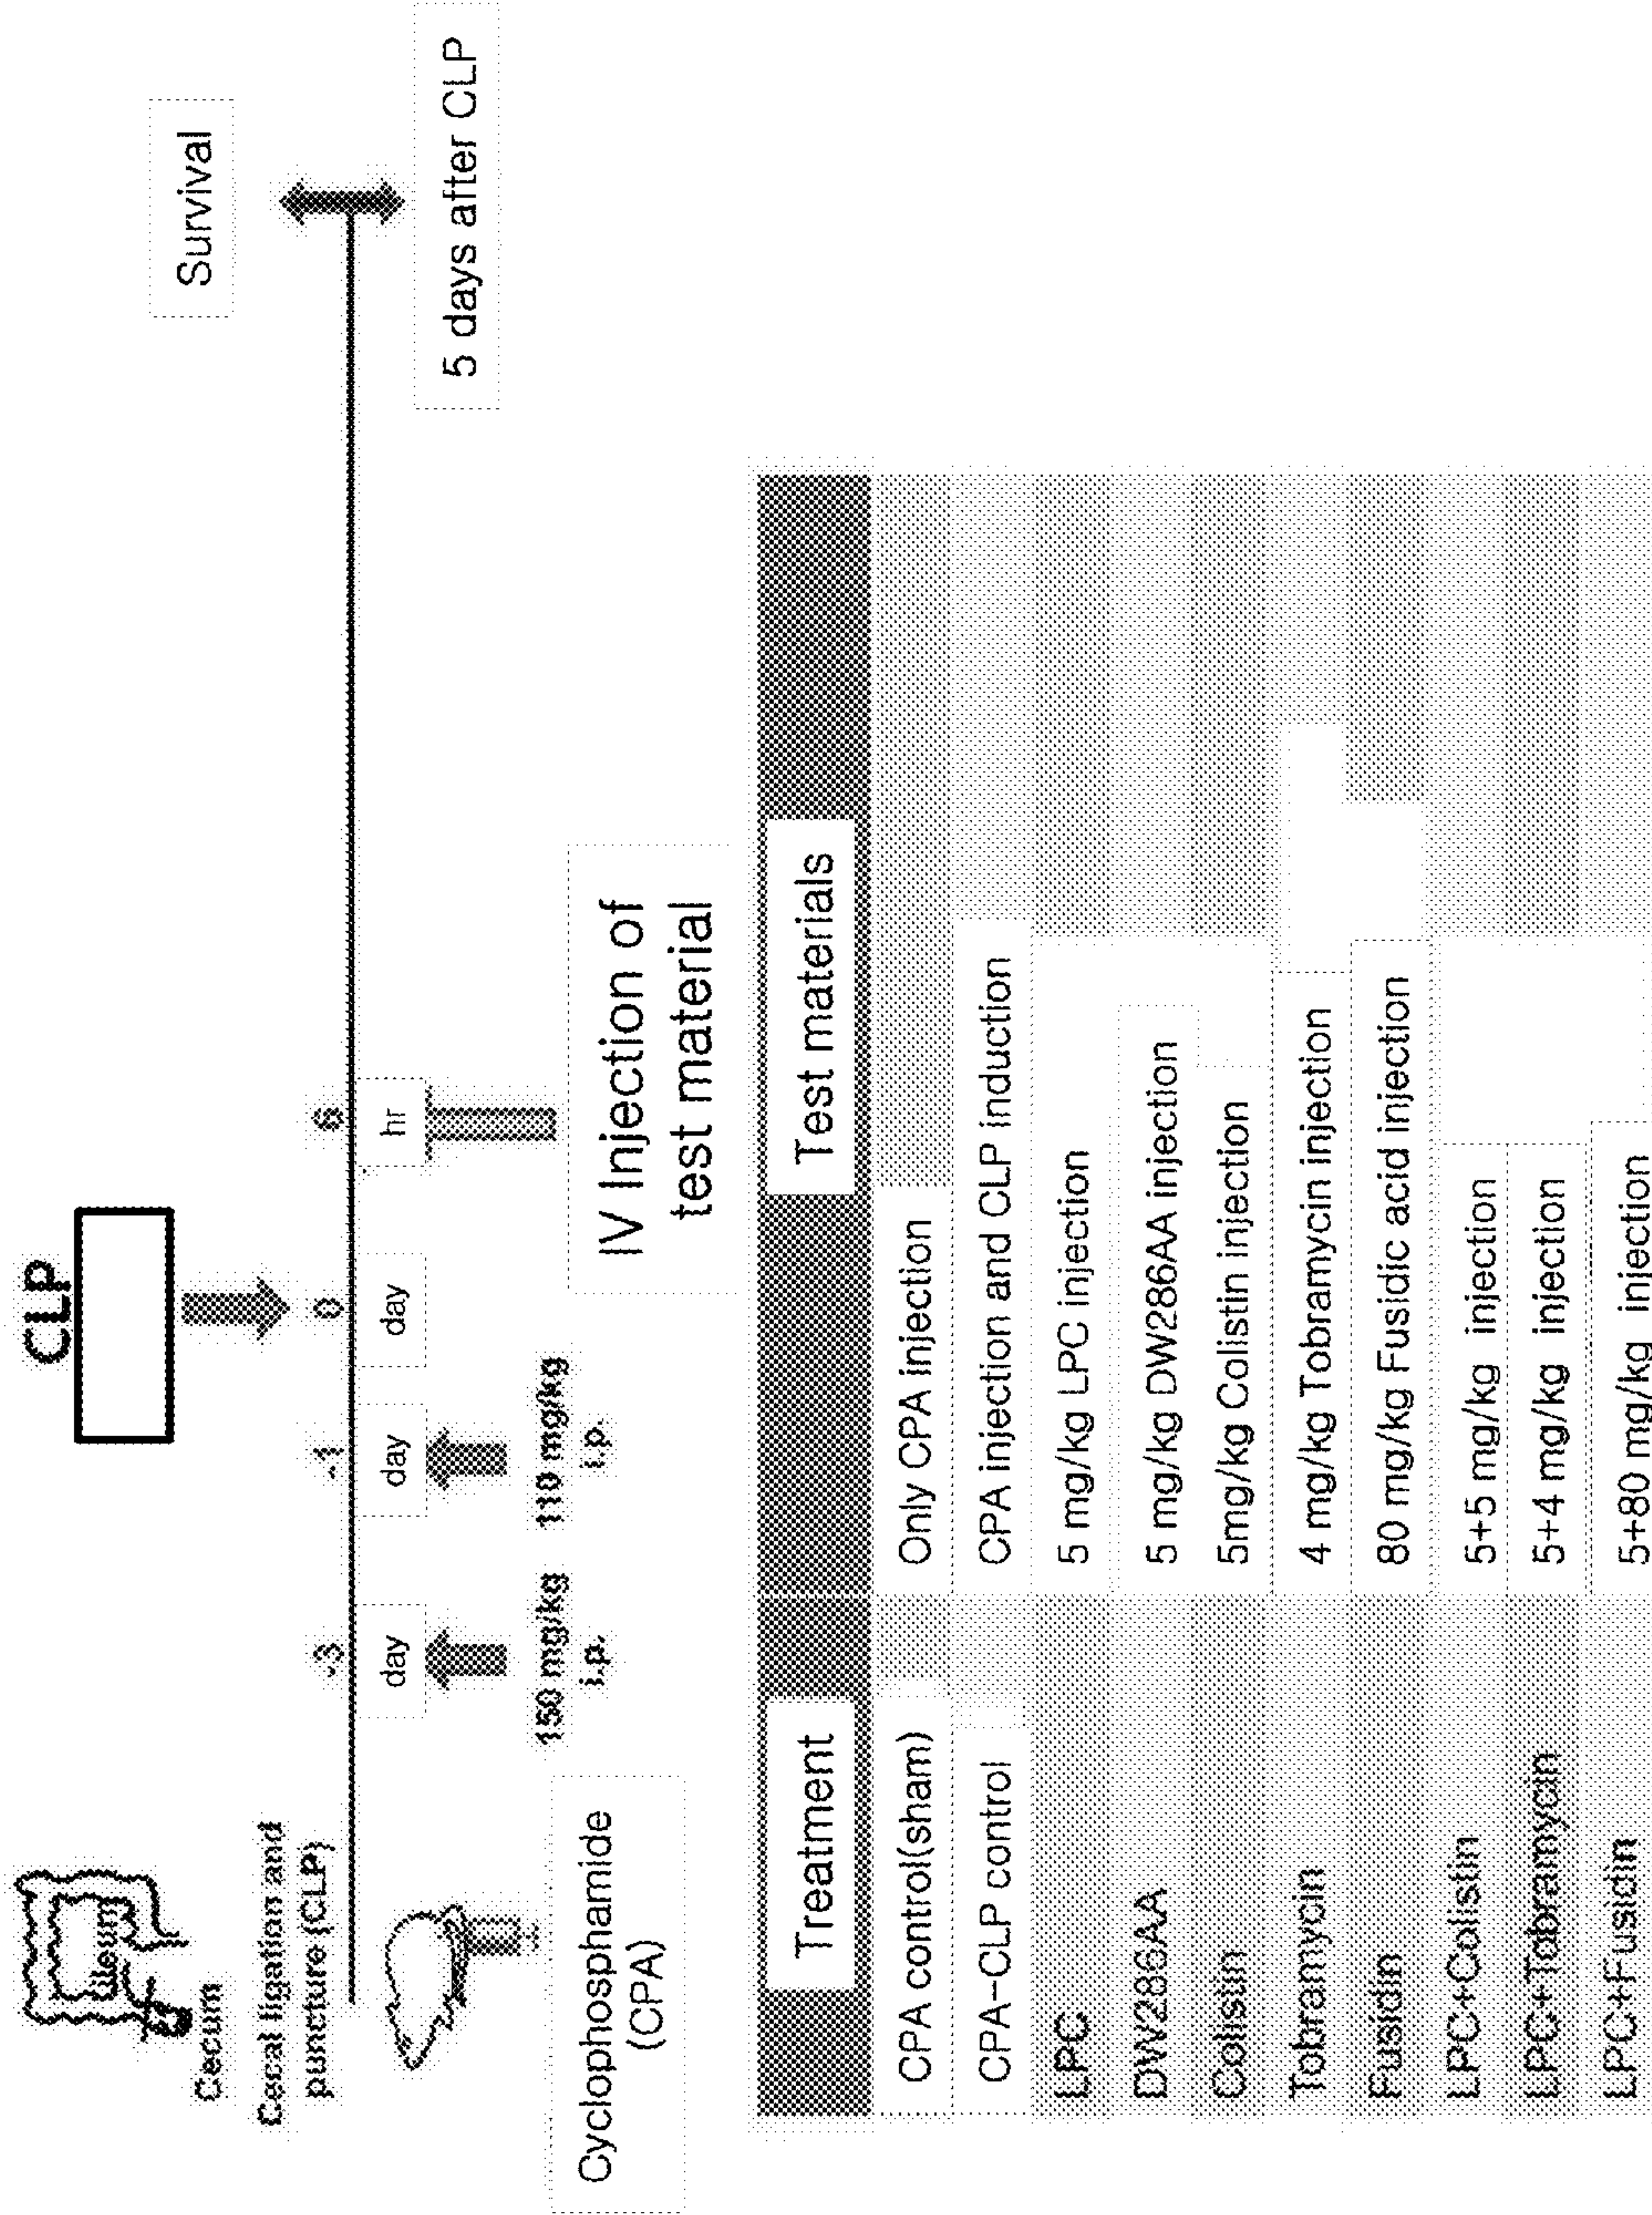 CLP
ileum
Cecum
Cecal ligation and
puncture (CLP)
Survival
-3
-1
0
6
day
day
day
hr
5 days after CLP
150 mg/kg
i.p.
110 mg/kg
i.p.
Cyclophosphamide
(CPA)
IV Injection of
test material
Treatment Test materials
CPA control(sham) Only CPA injection
CPA-CLP control CPA injection and CLP induction
LPC 5 mg/kg LPC injection
DW286AA 5 mg/kg DW286AA injection
Colistin 5mg/kg Colistin injection
Tobramycin 4 mg/kg Tobramycin injection
Fusidin 80 mg/kg Fusidic acid injection
LPC+Colistin 5+5 mg/kg injection
LPC+Tobramycin 5+4 mg/kg injection
LPC+Fusidin 5+80 mg/kg injection